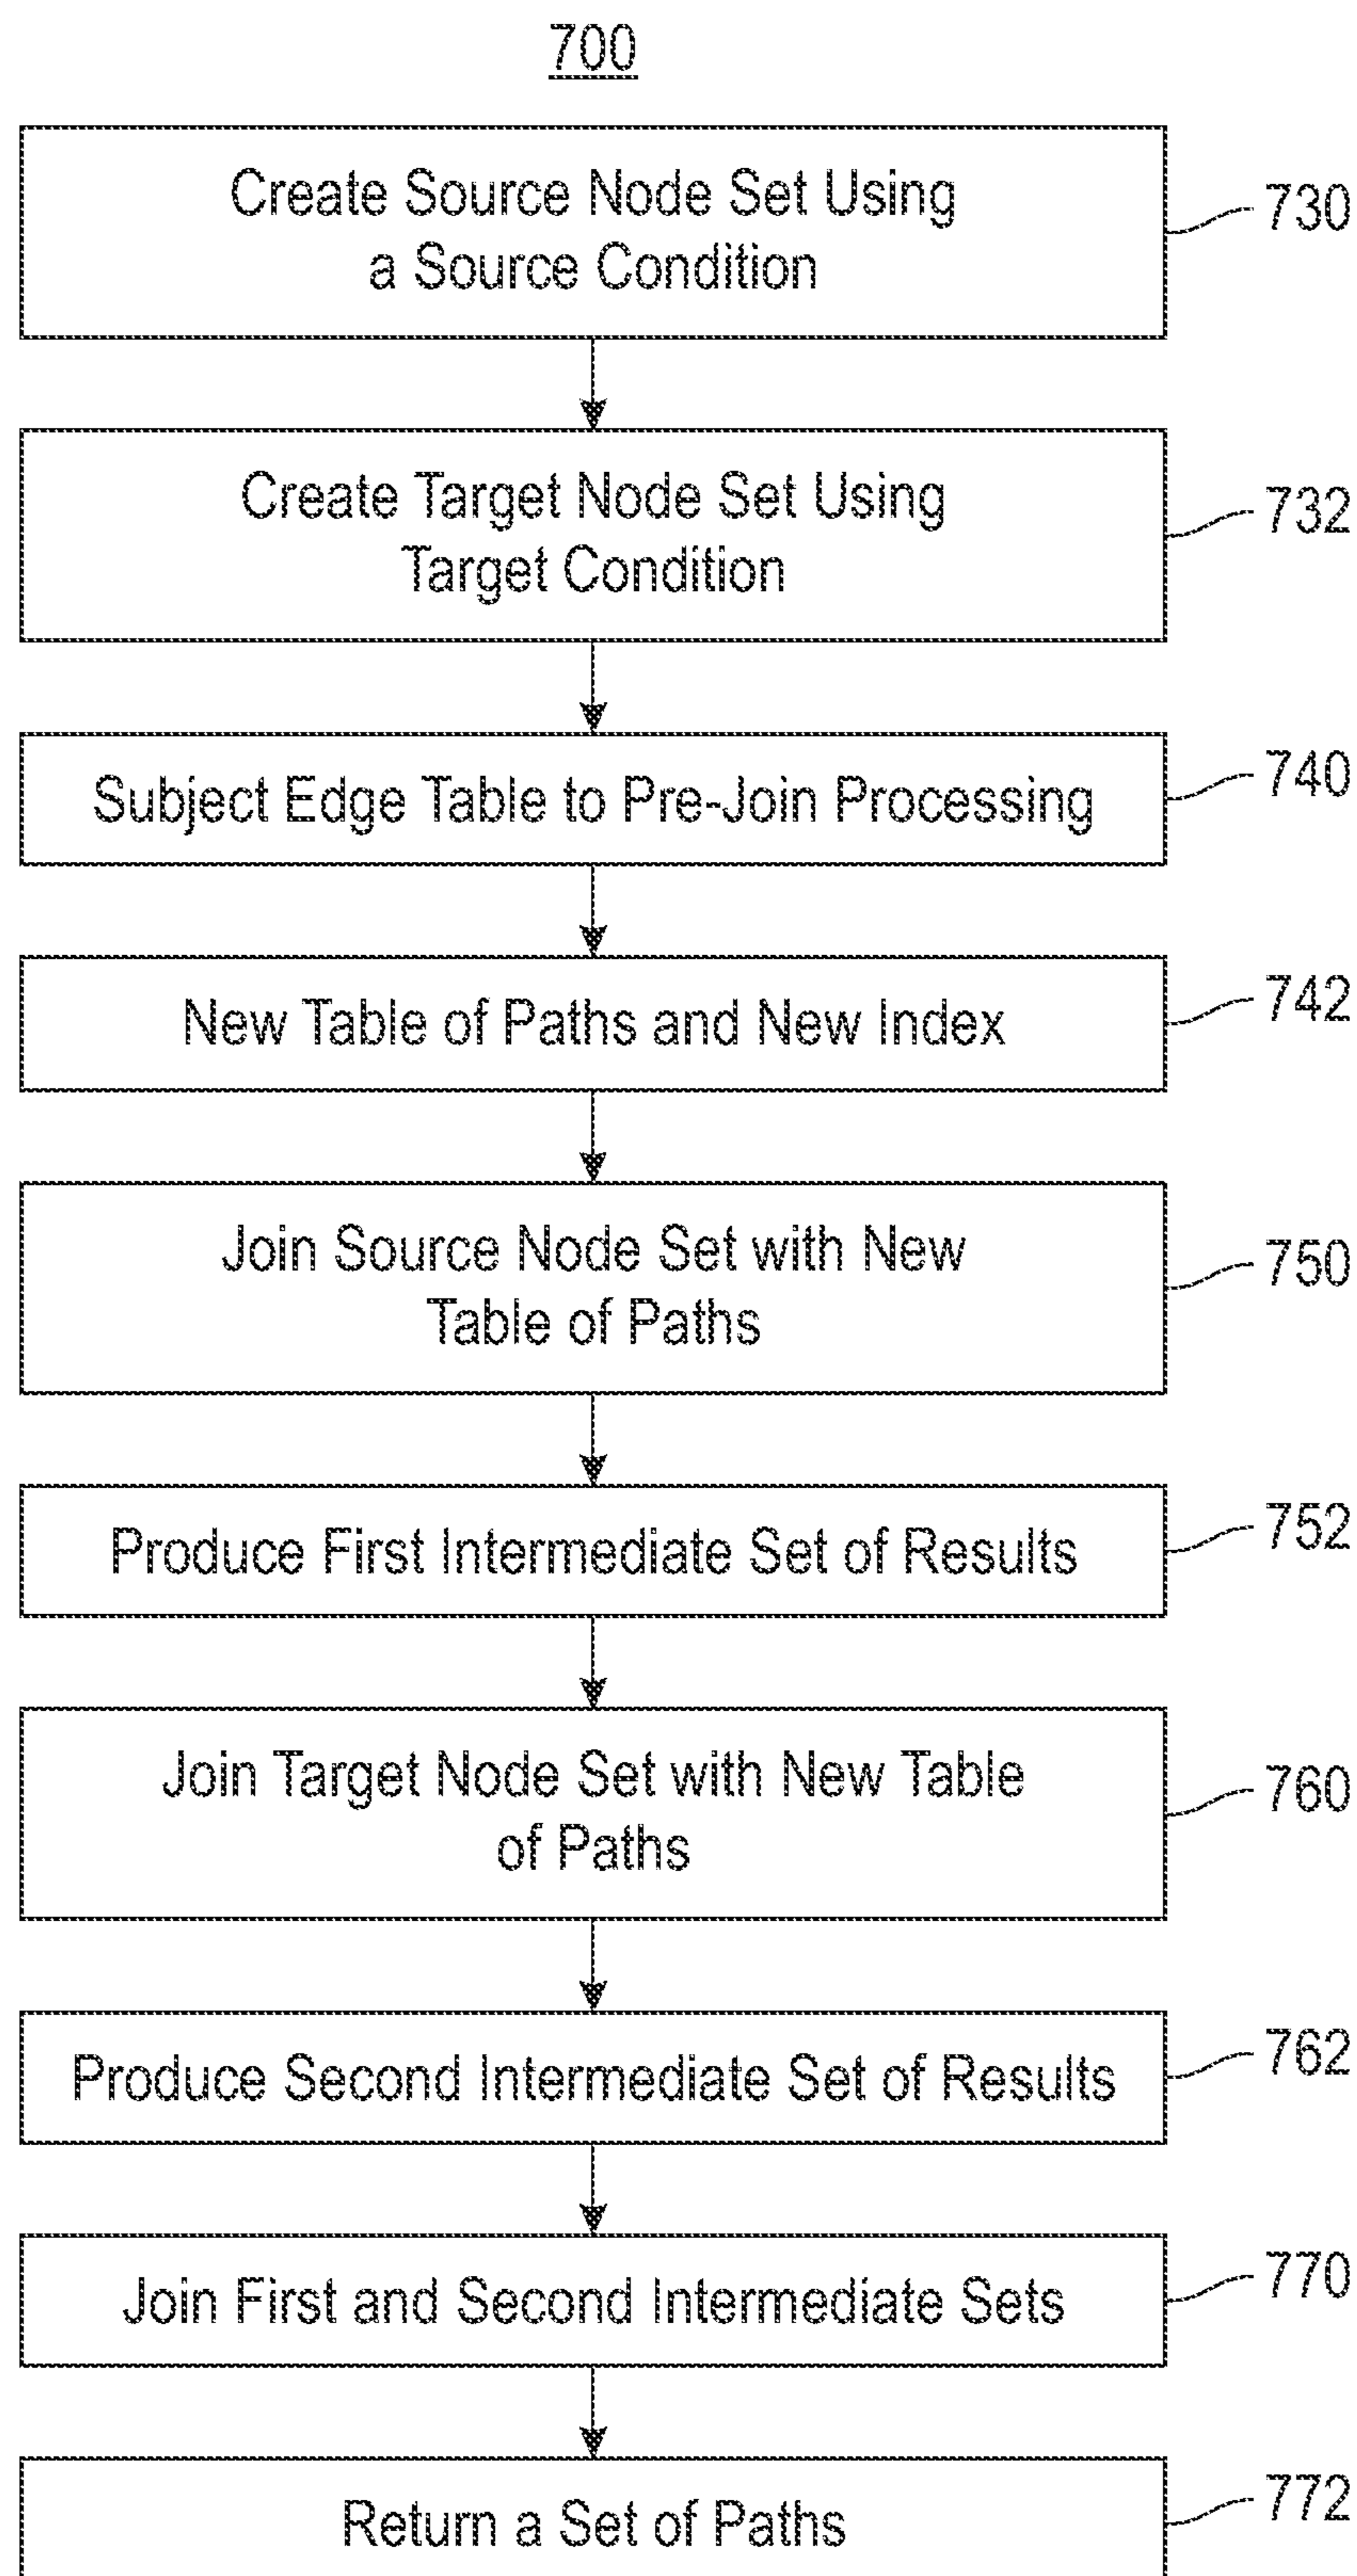 700
Create Source Node Set Using
a Source Condition
730
Create Target Node Set Using
Target Condition
732
Subject Edge Table to Pre-Join Processing
740
New Table of Paths and New Index
742
Join Source Node Set with New
Table of Paths
750
Produce First Intermediate Set of Results
752
Join Target Node Set with New Table
of Paths
760
Produce Second Intermediate Set of Results
762
Join First and Second Intermediate Sets
770
Return a Set of Paths
772